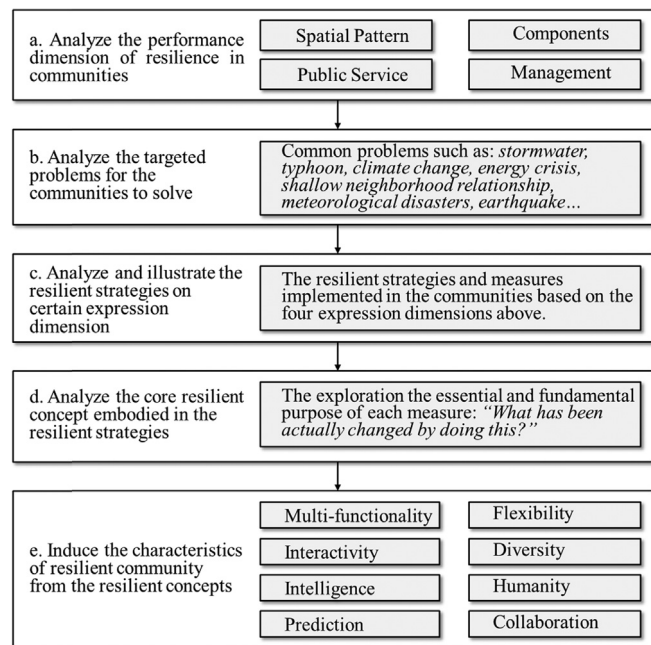 a. Analyze the performance
dimension of resilience in
communities
Spatial Pattern
Components
Public Service
Management
b. Analyze the targeted
problems for the
communities to solve
Common problems such as: stormwater,
typhoon, climate change, energy crisis,
shallow neighborhood relationship,
meteorological disasters, earthquake…
c. Analyze and illustrate the
resilient strategies on
certain expression
dimension
The resilient strategies and measures
implemented in the communities based on the
four expression dimensions above.
d. Analyze the core resilient
concept embodied in the
resilient strategies
The exploration the essential and fundamental
purpose of each measure: “What has been
actually changed by doing this?”
e. Induce the characteristics
of resilient community
from the resilient concepts
Multi-functionality
Flexibility
Interactivity
Diversity
Intelligence
Humanity
Prediction
Collaboration